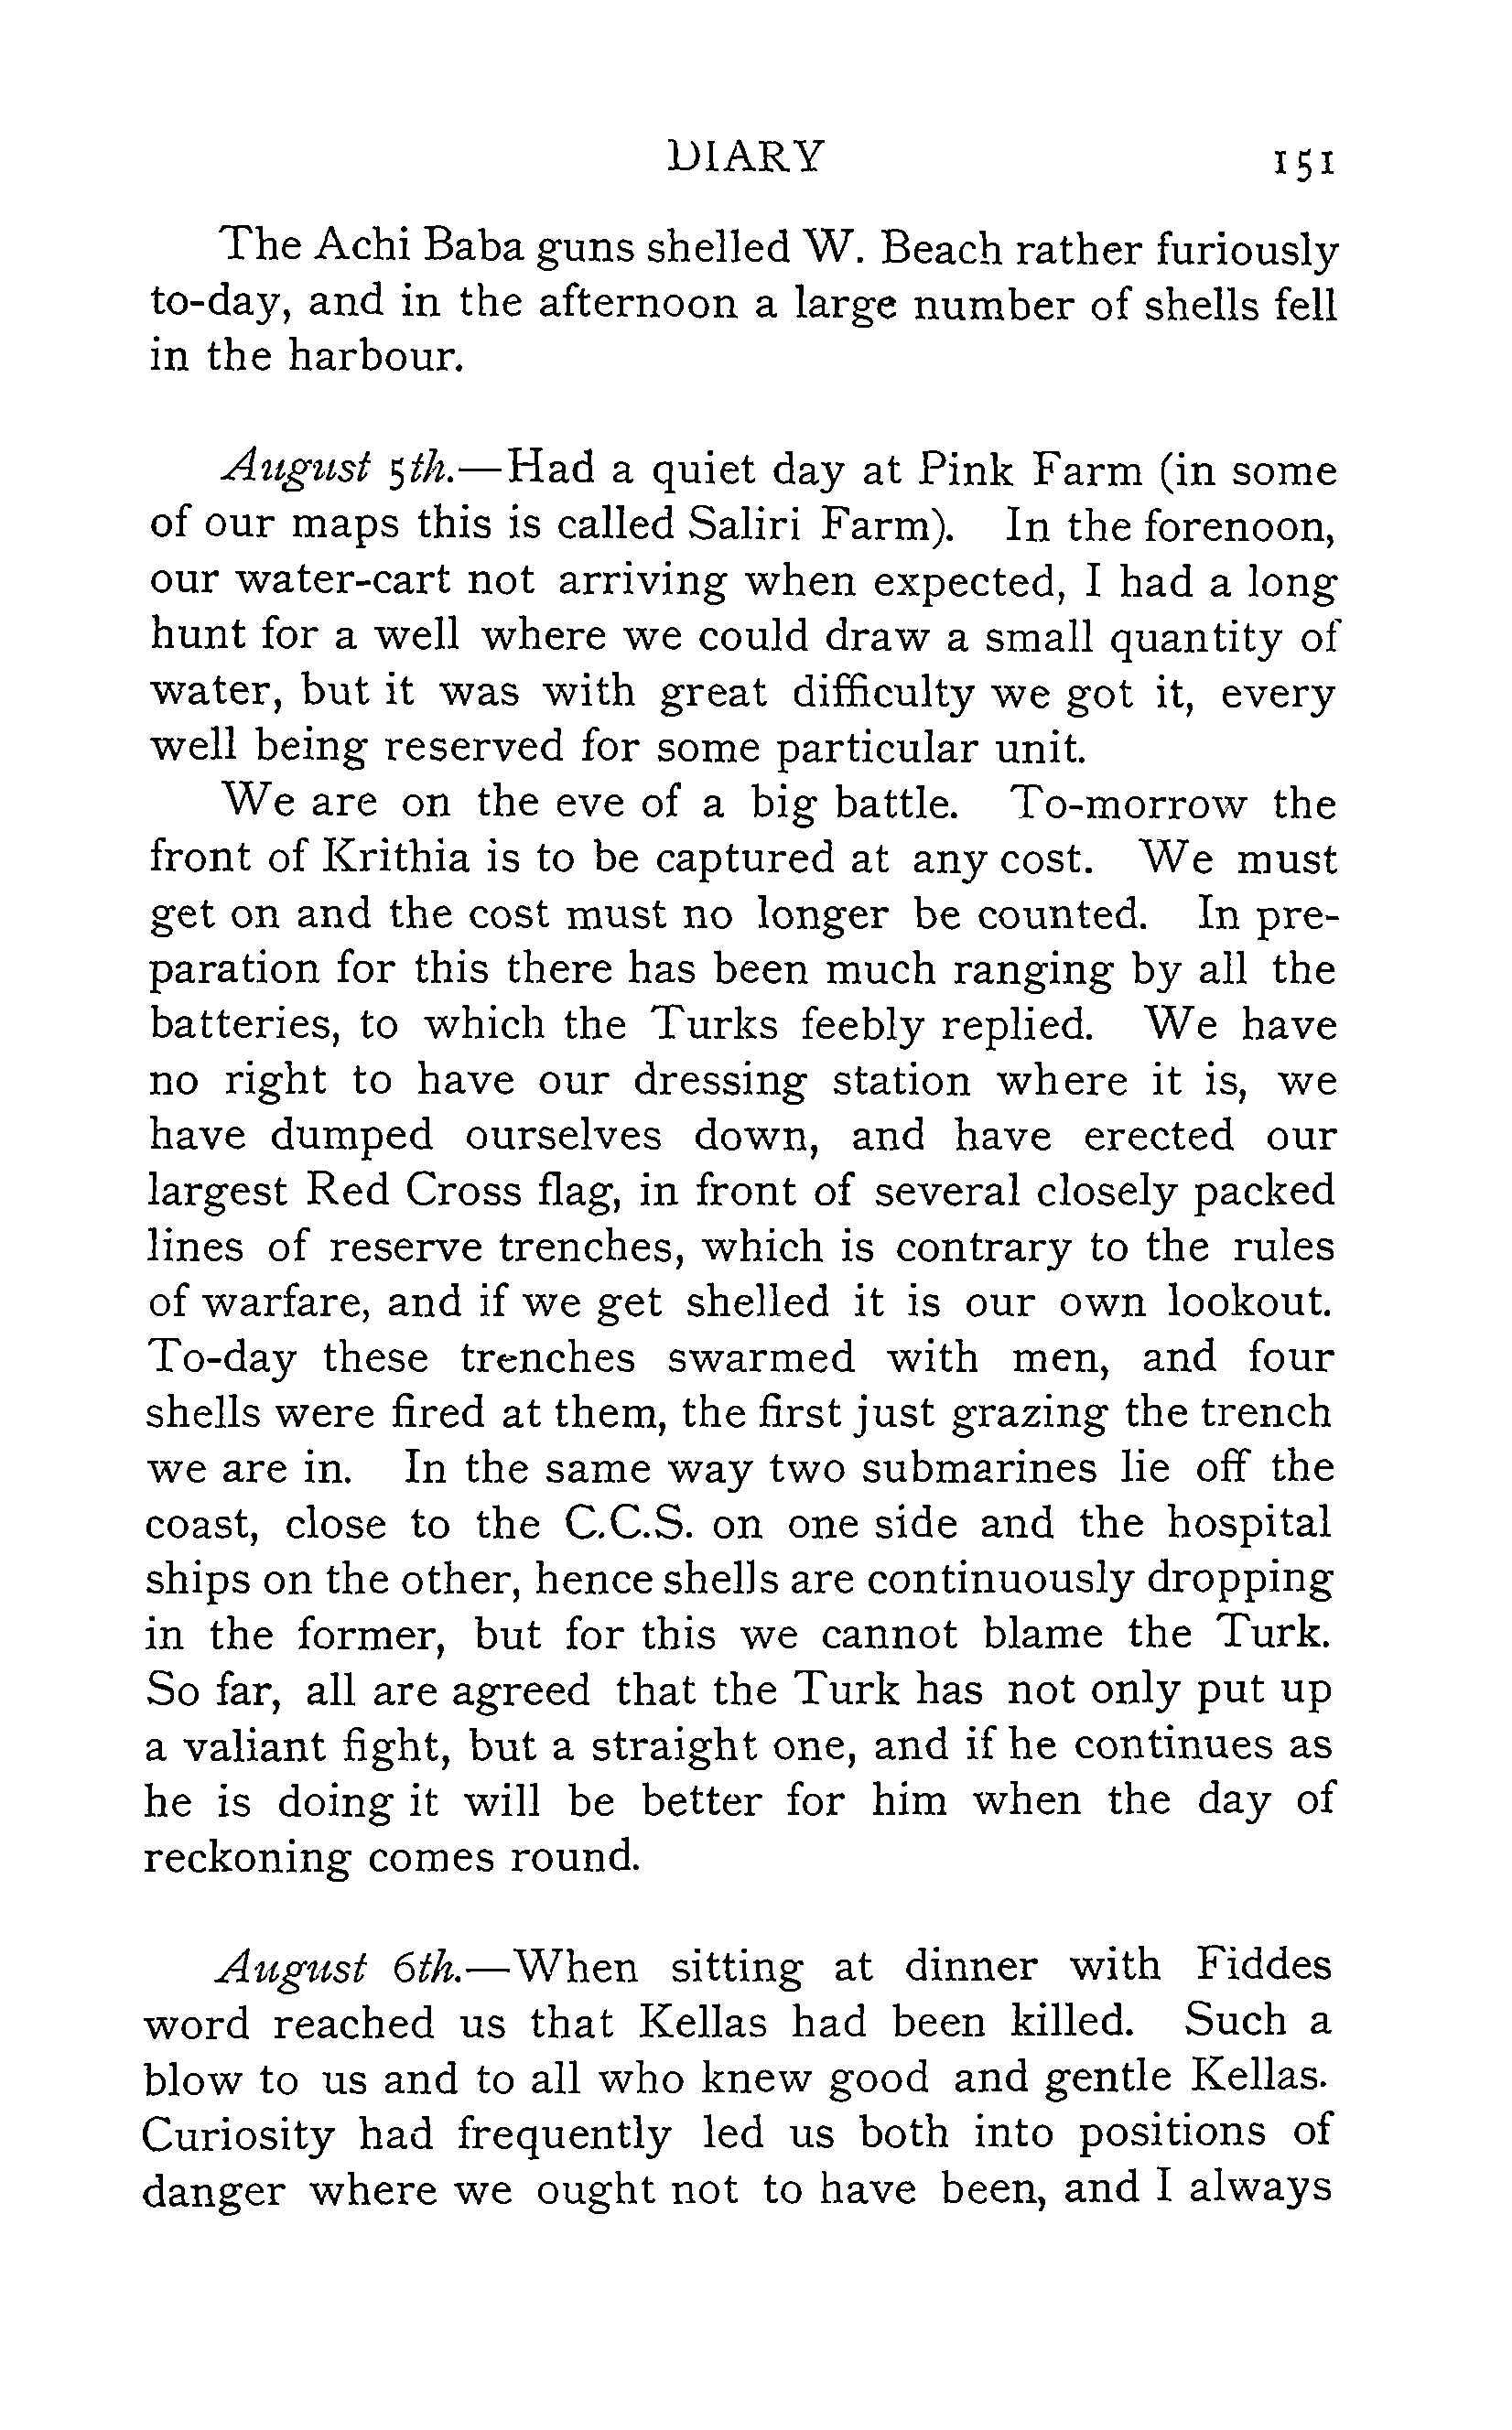 DIARY 151
The Achi Baba guns shelled W. Beach rather furiously
to-day, and in the afternoon a large number of shells fell
in the harbour.
August 5th.—Had a quiet day at Pink Farm (in some
of our maps this is called Saliri Farm). In the forenoon,
our water-cart not arriving when expected, I had a long
hunt for a well where we could draw a small quantity of
water, but it was with great difficulty we got it, every
well being reserved for some particular unit.
We are on the eve of a big battle. To-morrow the
front of Krithia is to be captured at any cost. We must
get on and the cost must no longer be counted. In pre-
paration for this there has been much ranging by all the
batteries, to which the Turks feebly replied. We have
no right to have our dressing station where it is, we
have dumped ourselves down, and have erected our
largest Red Cross flag, in front of several closely packed
lines of reserve trenches, which is contrary to the rules
of warfare, and if we get shelled it is our own lookout.
To-day these trenches swarmed with men, and four
shells were fired at them, the first just grazing the trench
we are in. In the same way two submarines lie off the
coast, close to the C.C.S. on one side and the hospital
ships on the other, hence shells are continuously dropping
in the former, but for this we cannot blame the Turk.
So far, all are agreed that the Turk has not only put up
a valiant fight, but a straight one, and if he continues as
he is doing it will be better for him when the day of
reckoning comes round.
August 6th.—When sitting at dinner with Fiddes
word reached us that Kellas had been killed. Such a
blow to us and to all who knew good and gentle Kellas.
Curiosity had frequently led us both into positions of
danger where we ought not to have been, and I always